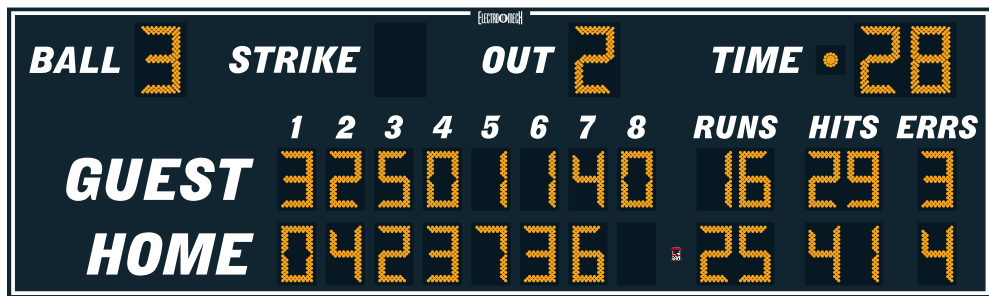 ELECTRO-MECH
BALL 3 STRIKE OUT 2 TIME 28
1 2 3 4 5 6 7 8 RUNS HITS ERRS
GUEST 3 2 5 0 1 1 4 0 16 29 3
HOME 0 4 2 3 7 3 6 25 41 4